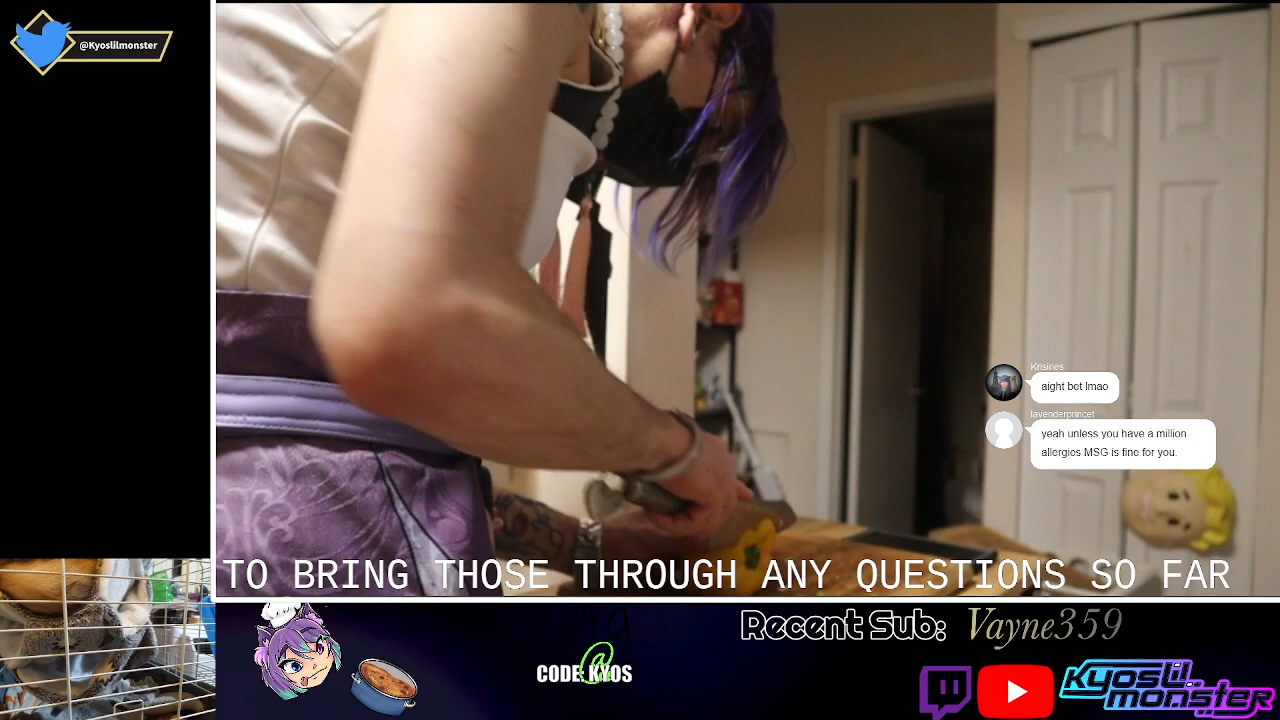 @Kyoslilmonster
Krisiries
aight bet lmao
lavenderprincet
yeah unless you have a million
allergies MSG is fine for you.
TO BRING THOSE THROUGH ANY QUESTIONS SO FAR
Recent Sub: Vayne359
@
CODE: KYOS
kyoslil
monster